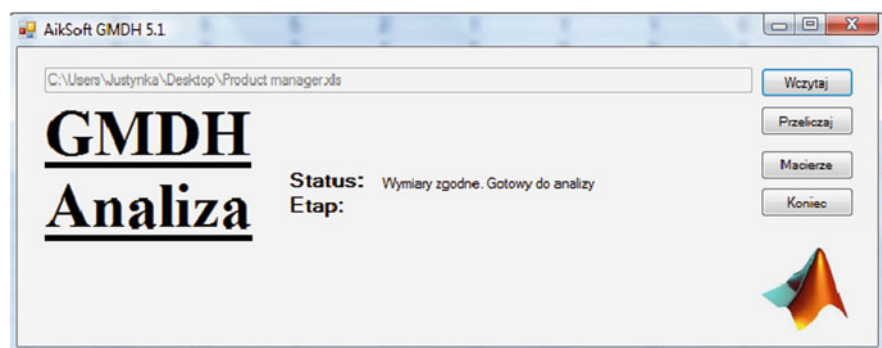 AikSoft GMDH 5.1
C:\Users\Justynka\Desktop\Product manager.xls
Wczytaj
Przeliczaj
GMDH
Analiza
Status: Wymiary zgodne. Gotowy do analizy
Etap:
Macierze
Koniec